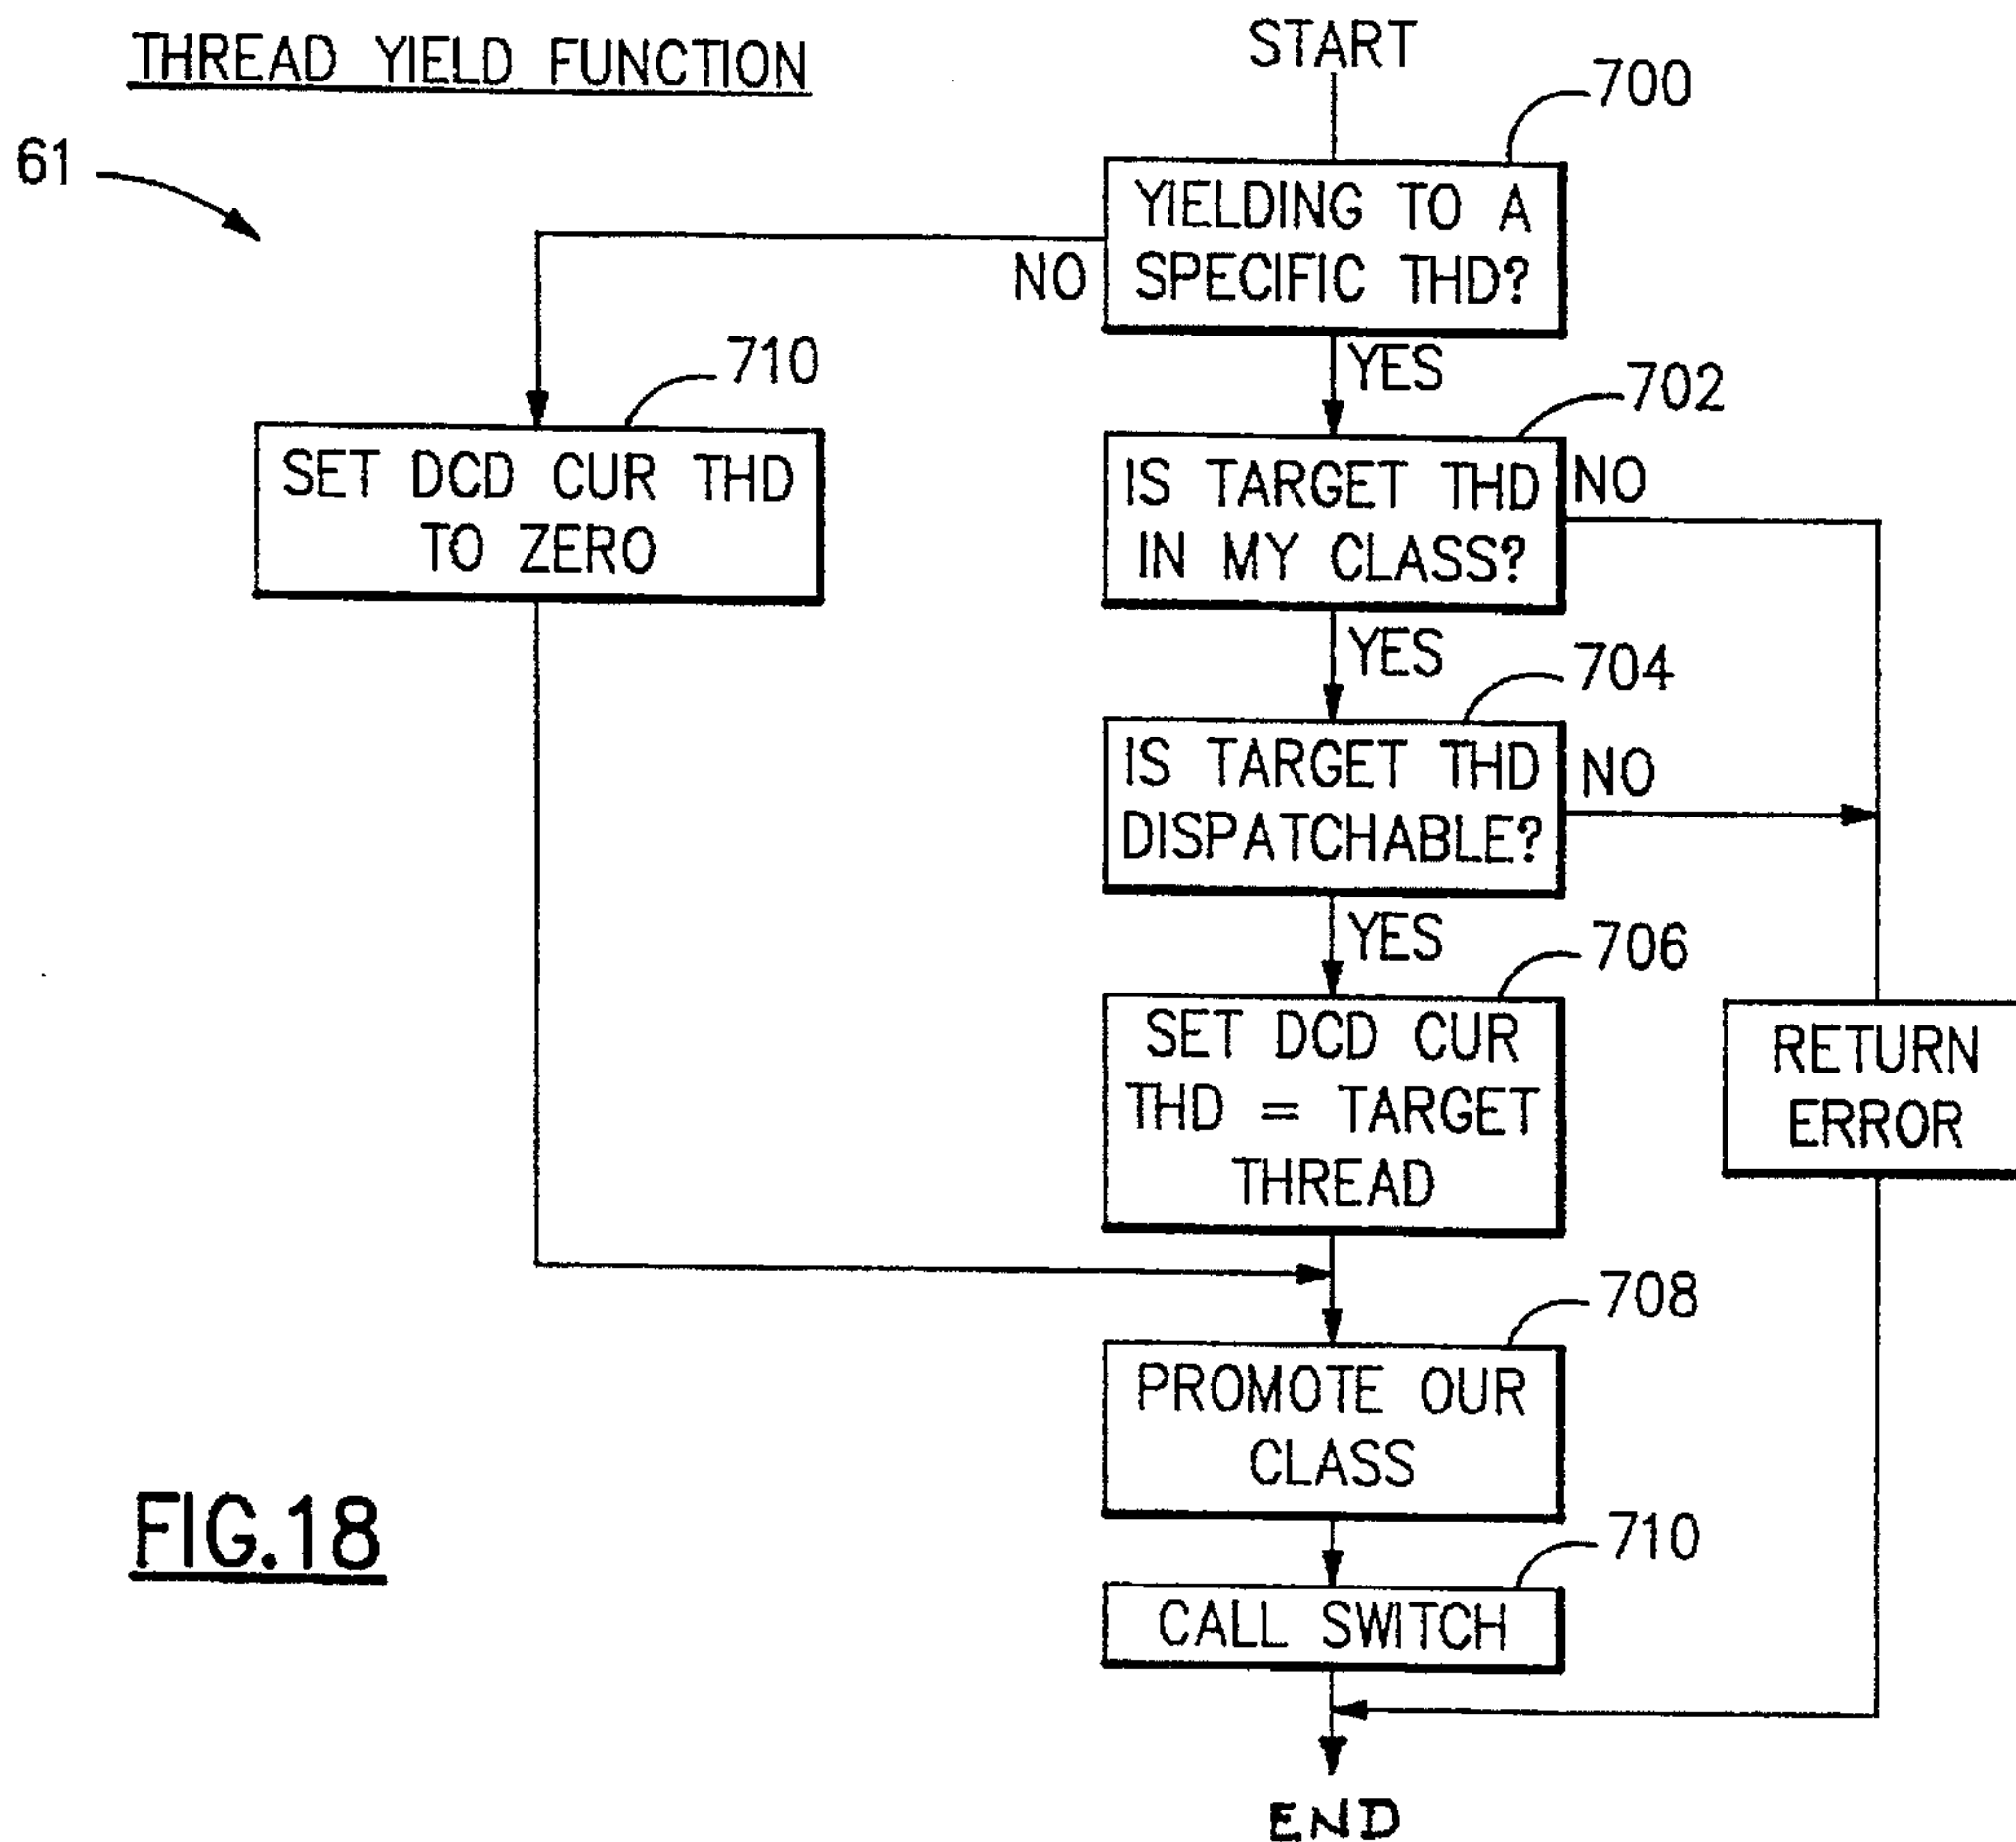 THREAD YIELD FUNCTION
START
700
61
YIELDING TO A
SPECIFIC THD?
NO
YES
710
SET DCD CUR THD
TO ZERO
702
IS TARGET THD
IN MY CLASS?
NO
YES
704
IS TARGET THD
DISPATCHABLE?
NO
YES
706
SET DCD CUR
THD = TARGET
THREAD
RETURN
ERROR
708
PROMOTE OUR
CLASS
710
CALL SWITCH
END
FIG.18